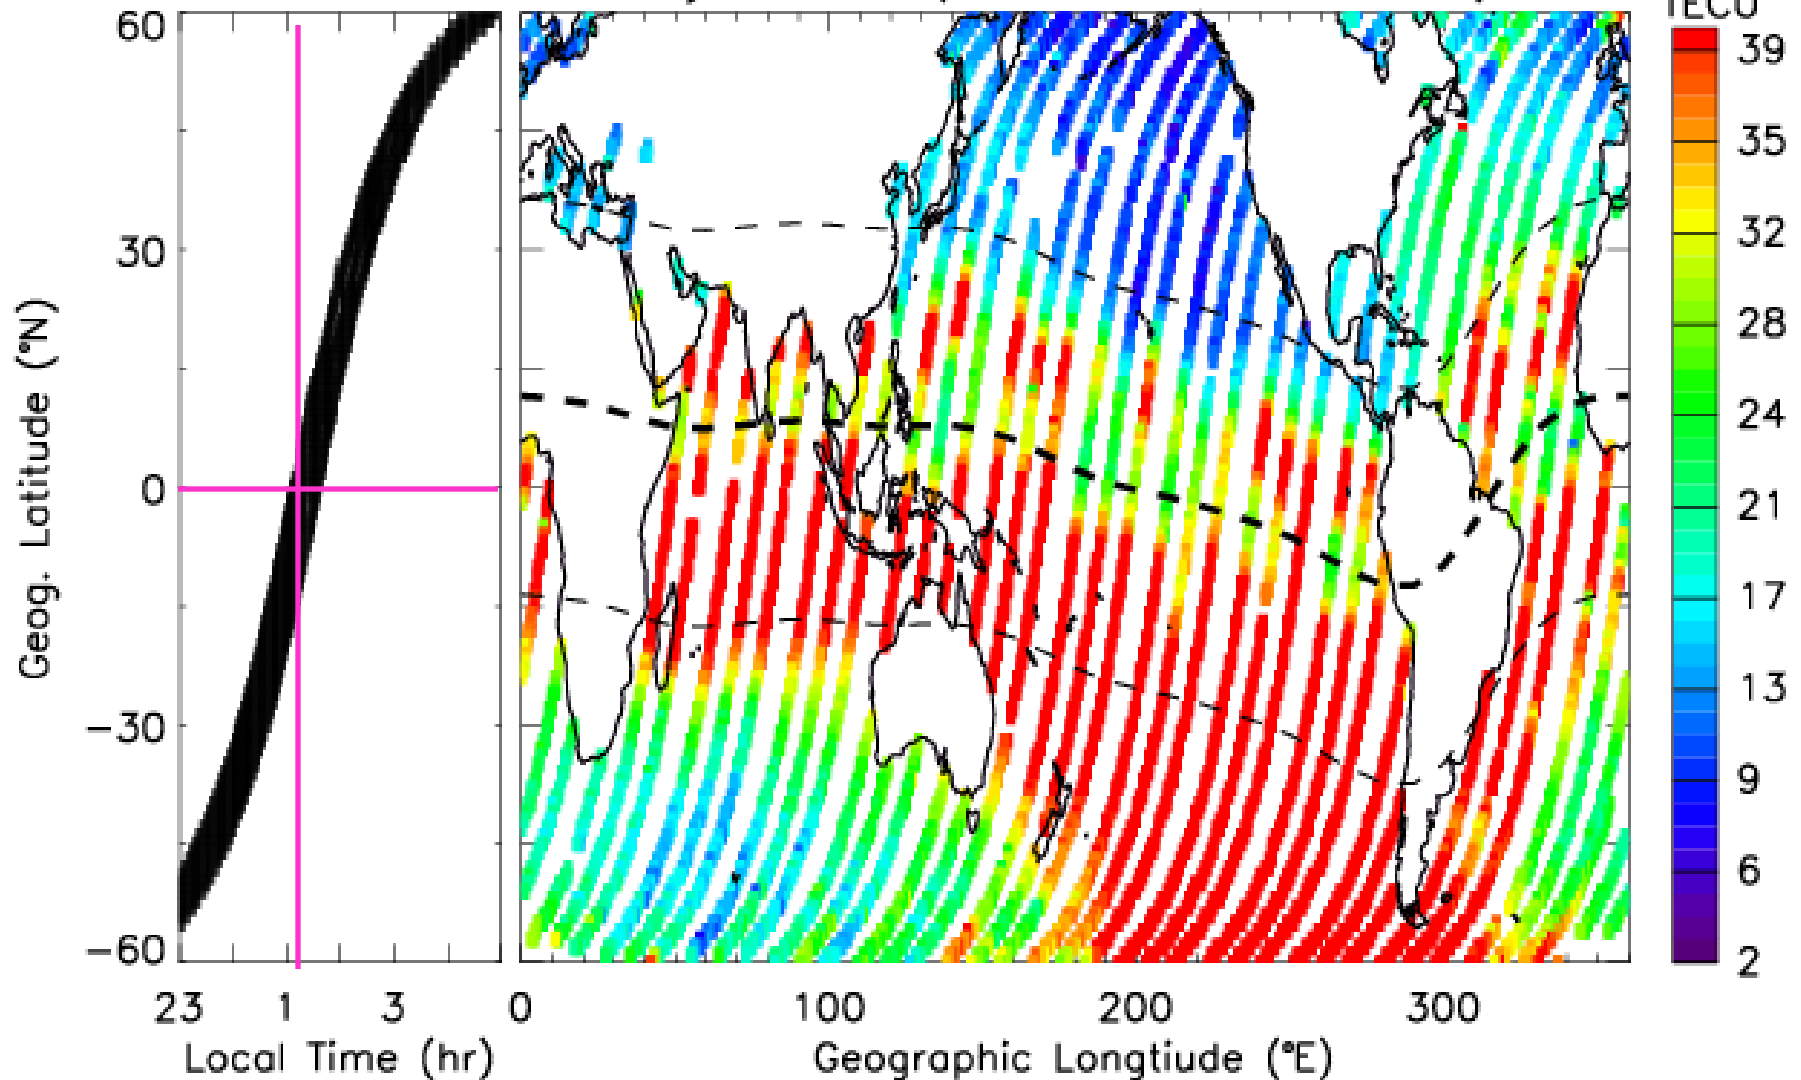 TECU
60
30
0
−30
−60
Geog. Latitude (°N)
23 1 3
Local Time (hr)
0 100 200 300
Geographic Longtiude (°E)
39
35
32
28
24
21
17
13
9
6
2